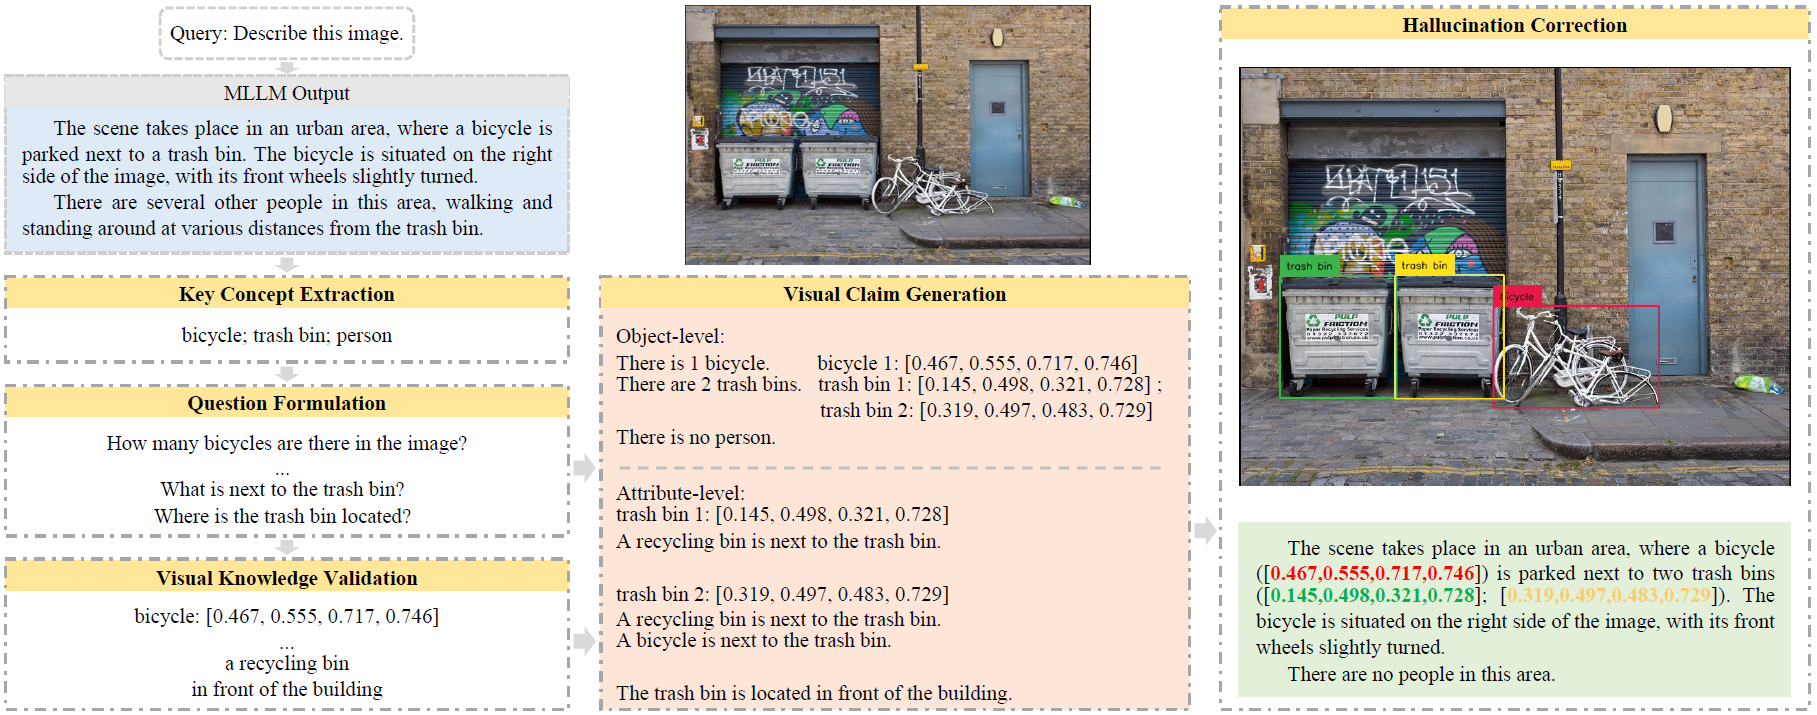 Query: Describe this image.
MLLM Output
The scene takes place in an urban area, where a bicycle is
parked next to a trash bin. The bicycle is situated on the right
side of the image, with its front wheels slightly turned.
There are several other people in this area, walking and
standing around at various distances from the trash bin.
Key Concept Extraction
bicycle; trash bin; person
Question Formulation
How many bicycles are there in the image?
...
What is next to the trash bin?
Where is the trash bin located?
Visual Knowledge Validation
bicycle: [0.467, 0.555, 0.717, 0.746]
...
a recycling bin
in front of the building
PULP
FRICTION
PULP
FRICTION
Visual Claim Generation
Object-level:
There is 1 bicycle. bicycle 1: [0.467, 0.555, 0.717, 0.746]
There are 2 trash bins. trash bin 1: [0.145, 0.498, 0.321, 0.728] ;
trash bin 2: [0.319, 0.497, 0.483, 0.729]
There is no person.
Attribute-level:
trash bin 1: [0.145, 0.498, 0.321, 0.728]
A recycling bin is next to the trash bin.
trash bin 2: [0.319, 0.497, 0.483, 0.729]
A recycling bin is next to the trash bin.
A bicycle is next to the trash bin.
The trash bin is located in front of the building.
Hallucination Correction
trash bin
trash bin
bicycle
PULP
FRICTION
Paper Recycling Services
PULP
FRICTION
Paper Recycling Services
The scene takes place in an urban area, where a bicycle
([0.467,0.555,0.717,0.746]) is parked next to two trash bins
([0.145,0.498,0.321,0.728]; [0.319,0.497,0.483,0.729]). The
bicycle is situated on the right side of the image, with its front
wheels slightly turned.
There are no people in this area.